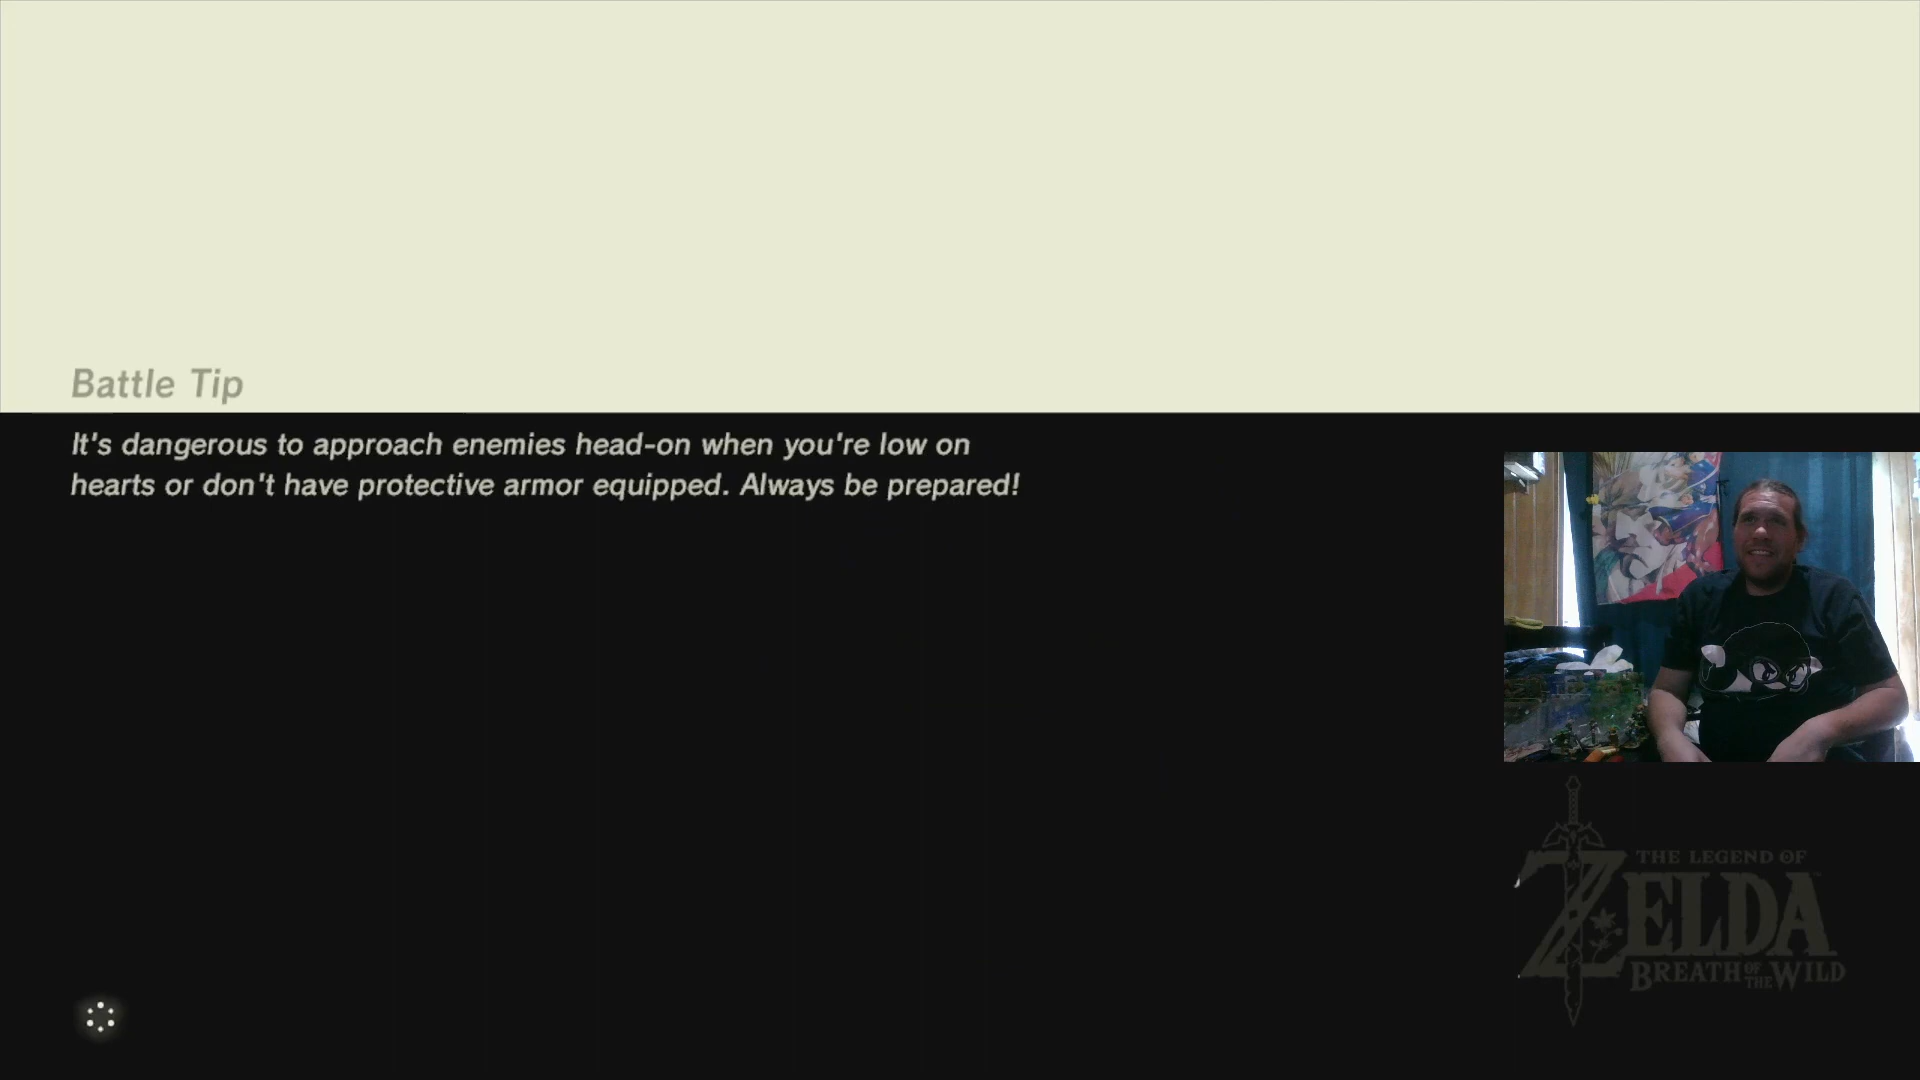 Battle Tip
It's dangerous to approach enemies head-on when you're low on
hearts or don't have protective armor equipped. Always be prepared!
THE LEGEND OF
ZELDA
BREATH OF THE WILD